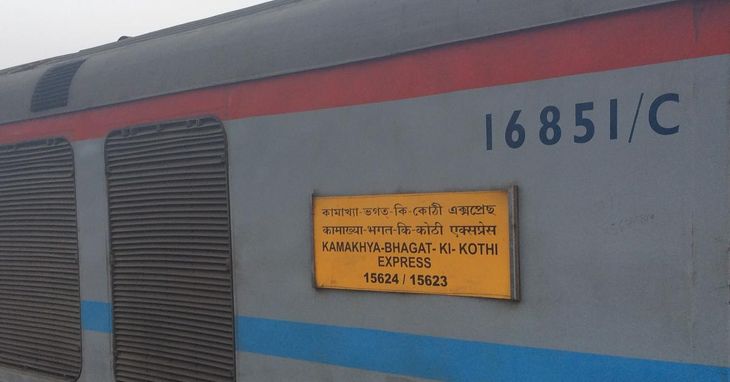 16851/C
কামাখ্যা-ভগত্-কি-কোঠী এক্সপ্রেছ
कामाख्या-भगत-कि-कोठी एक्सप्रेस
KAMAKHYA-BHAGAT- KI- KOTHI
EXPRESS
15624 / 15623